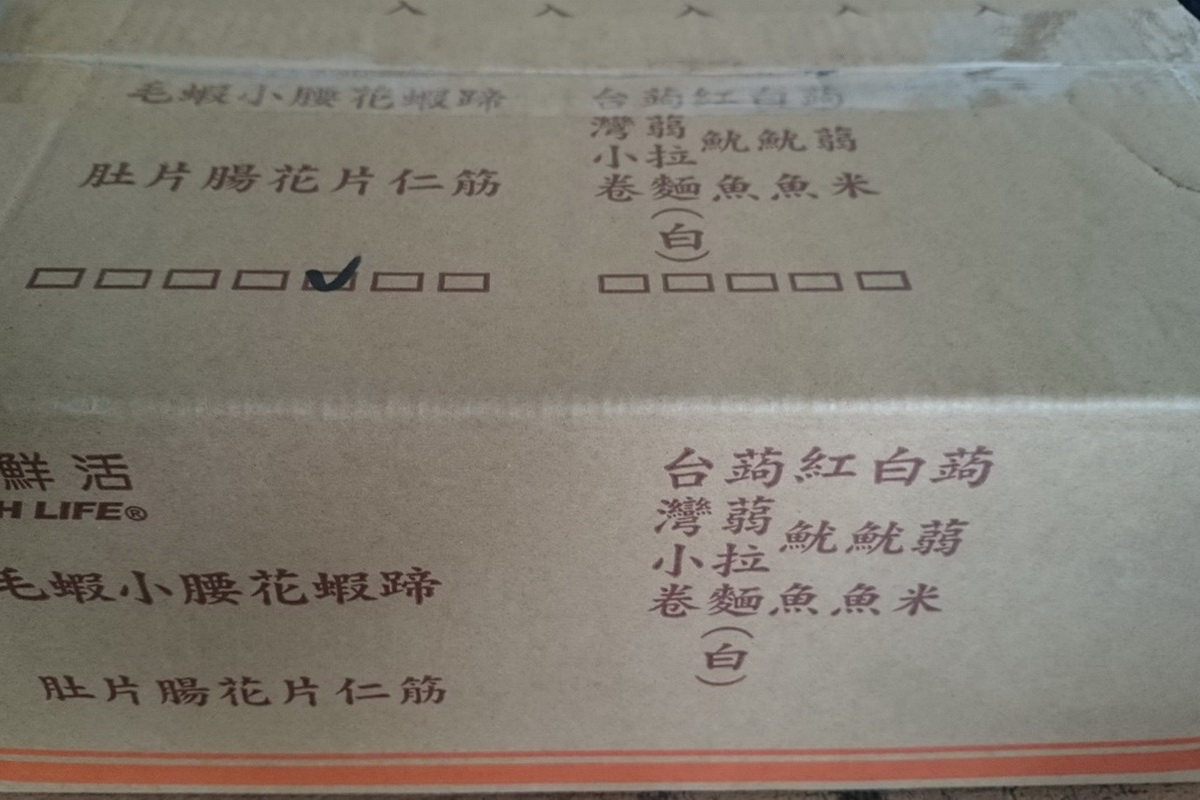 毛肚
蝦片
小腸
腰花
花片
蝦仁
蹄筋
台灣小卷
蒟蒻拉麵(白)
紅魷魚
白魷魚
蒟蒻米
鮮活
H LIFE®
毛肚
蝦片
小腸
腰花
花片
蝦仁
蹄筋
台灣小卷
蒟蒻拉麵(白)
紅魷魚
白魷魚
蒟蒻米